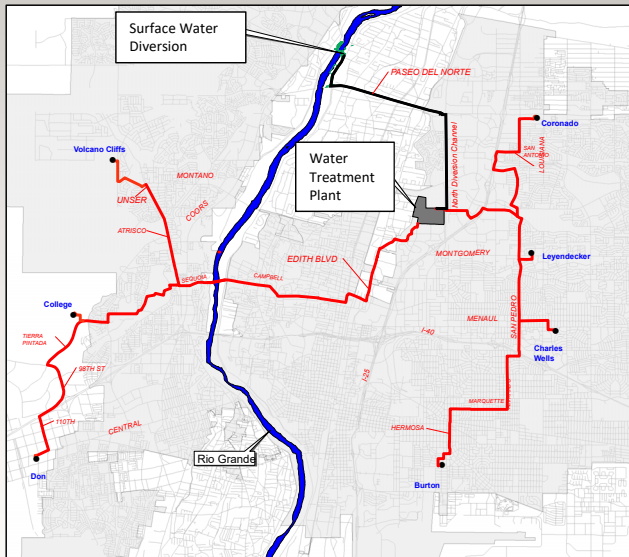 Surface Water
Diversion
PASEO DEL NORTE
Coronado
SAN
ANTONIO
LOUISIANA
North Diversion Channel
Water
Treatment
Plant
Volcano Cliffs
MONTANO
UNSER
COORS
ATRISCO
MONTGOMERY
Leyendecker
EDITH BLVD
SEQUOIA
CAMPBELL
College
TIERRA
PINTADA
MENAUL
SAN PEDRO
I-40
Charles
Wells
98TH ST
I-25
MARQUETTE
110TH
CENTRAL
HERMOSA
Rio Grande
Don
Burton